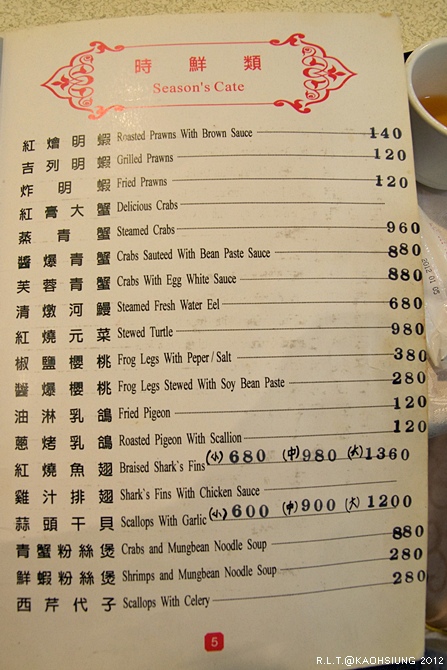 時鮮類
Season's Cate
紅燴明蝦 Roasted Prawns With Brown Sauce 140
吉列明蝦 Grilled Prawns 120
炸明蝦 Fried Prawns 120
紅膏大蟹 Delicious Crabs
蒸青蟹 Steamed Crabs 960
醬爆青蟹 Crabs Sauteed With Bean Paste Sauce 880
芙蓉青蟹 Crabs With Egg White Sauce 880
清燉河鰻 Steamed Fresh Water Eel 680
紅燒元菜 Stewed Turtle 980
椒鹽櫻桃 Frog Legs With Peper/Salt 380
醬爆櫻桃 Frog Legs Stewed With Soy Bean Paste 280
油淋乳鴿 Fried Pigeon 120
蔥烤乳鴿 Roasted Pigeon With Scallion 120
紅燒魚翅 Braised Shark's Fins (小) 680 (中) 980 (大) 1360
雞汁排翅 Shark's Fins With Chicken Sauce
蒜頭干貝 Scallops With Garlic (小) 600 (中) 900 (大) 1200
青蟹粉絲煲 Crabs and Mungbean Noodle Soup 880
鮮蝦粉絲煲 Shrimps and Mungbean Noodle Soup 280
西芹代子 Scallops With Celery 280
5
R.L.T.@KAOHSIUNG 2012